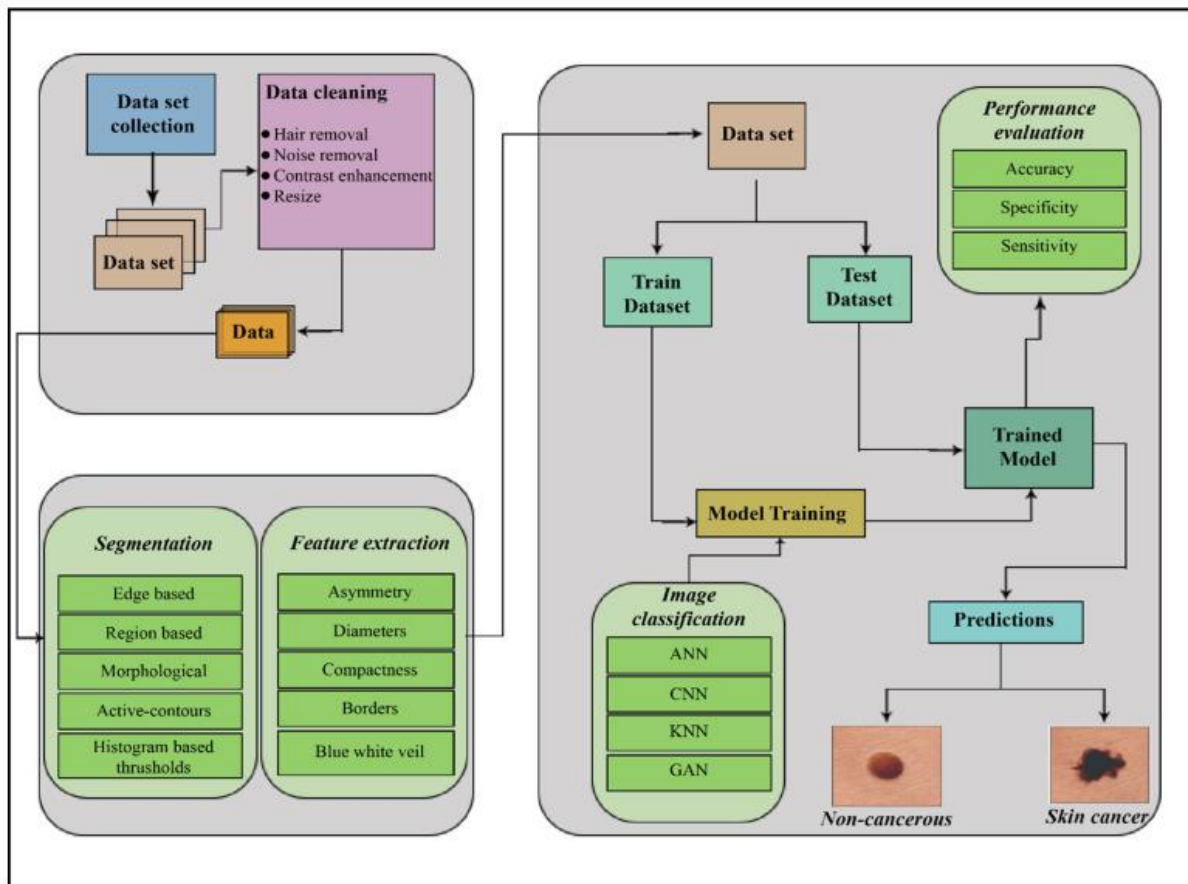 Data set
collection
Data set
Data cleaning
● Hair removal
● Noise removal
● Contrast enhancement
● Resize
Data
Segmentation
Edge based
Region based
Morphological
Active-contours
Histogram based
thrusholds
Feature extraction
Asymmetry
Diameters
Compactness
Borders
Blue white veil
Data set
Train
Dataset
Test
Dataset
Performance
evaluation
Accuracy
Specificity
Sensitivity
Trained
Model
Model Training
Image
classification
ANN
CNN
KNN
GAN
Predictions
Non-cancerous
Skin cancer